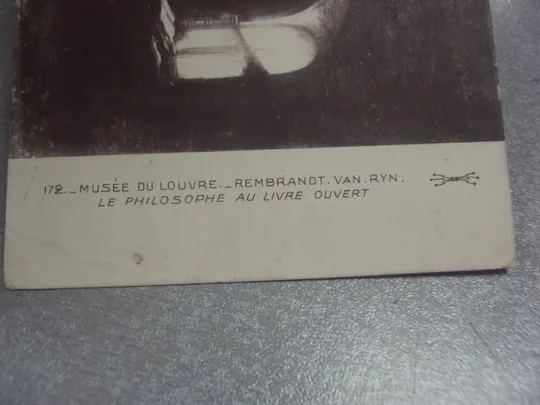 172._MUSÉE DU LOUVRE._REMBRANDT.VAN.RYN.
LE PHILOSOPHE AU LIVRE OUVERT